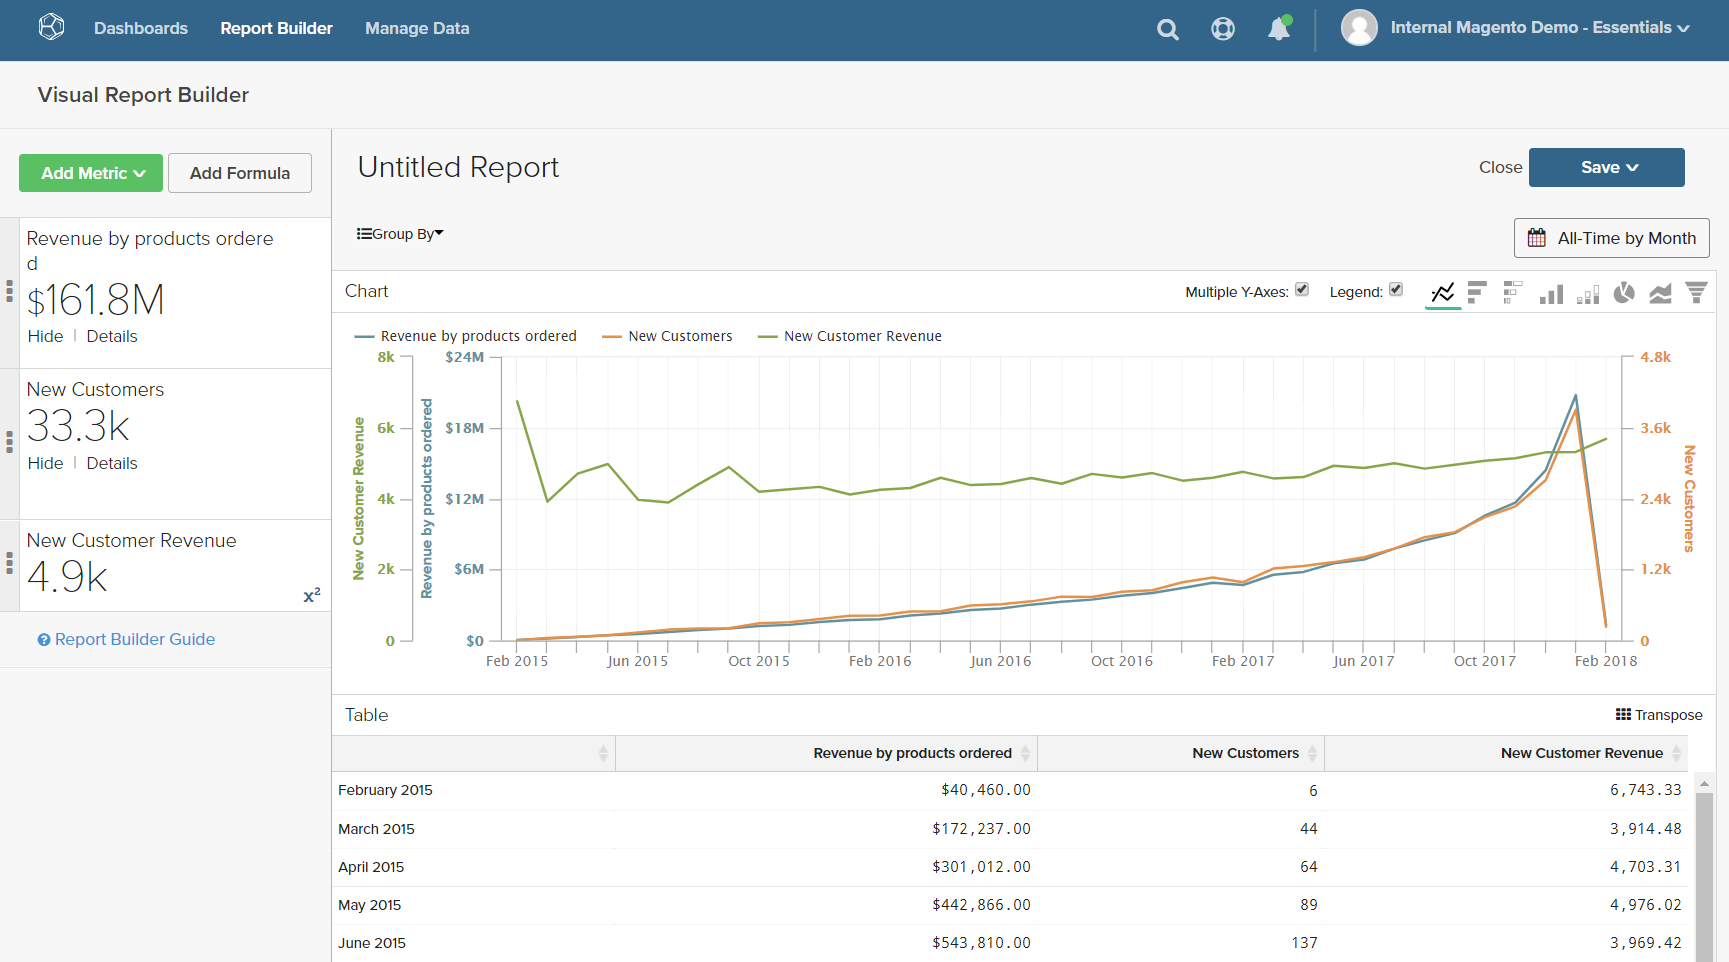 Dashboards Report Builder Manage Data Internal Magento Demo - Essentials
Visual Report Builder
Add Metric Add Formula
Untitled Report
Close Save
Revenue by products ordere
d
$161.8M
Hide | Details
Group By
All-Time by Month
New Customers
33.3k
Hide | Details
New Customer Revenue
4.9k
x²
Report Builder Guide
Chart Multiple Y-Axes: Legend:
Revenue by products ordered New Customers New Customer Revenue
8k $24M 4.8k
6k $18M 3.6k
4k $12M 2.4k
2k $6M 1.2k
0 $0 0
New Customer Revenue
Revenue by products ordered
New Customers
Feb 2015 Jun 2015 Oct 2015 Feb 2016 Jun 2016 Oct 2016 Feb 2017 Jun 2017 Oct 2017 Feb 2018
Table Transpose
Revenue by products ordered New Customers New Customer Revenue
February 2015 $40,460.00 6 6,743.33
March 2015 $172,237.00 44 3,914.48
April 2015 $301,012.00 64 4,703.31
May 2015 $442,866.00 89 4,976.02
June 2015 $543,810.00 137 3,969.42